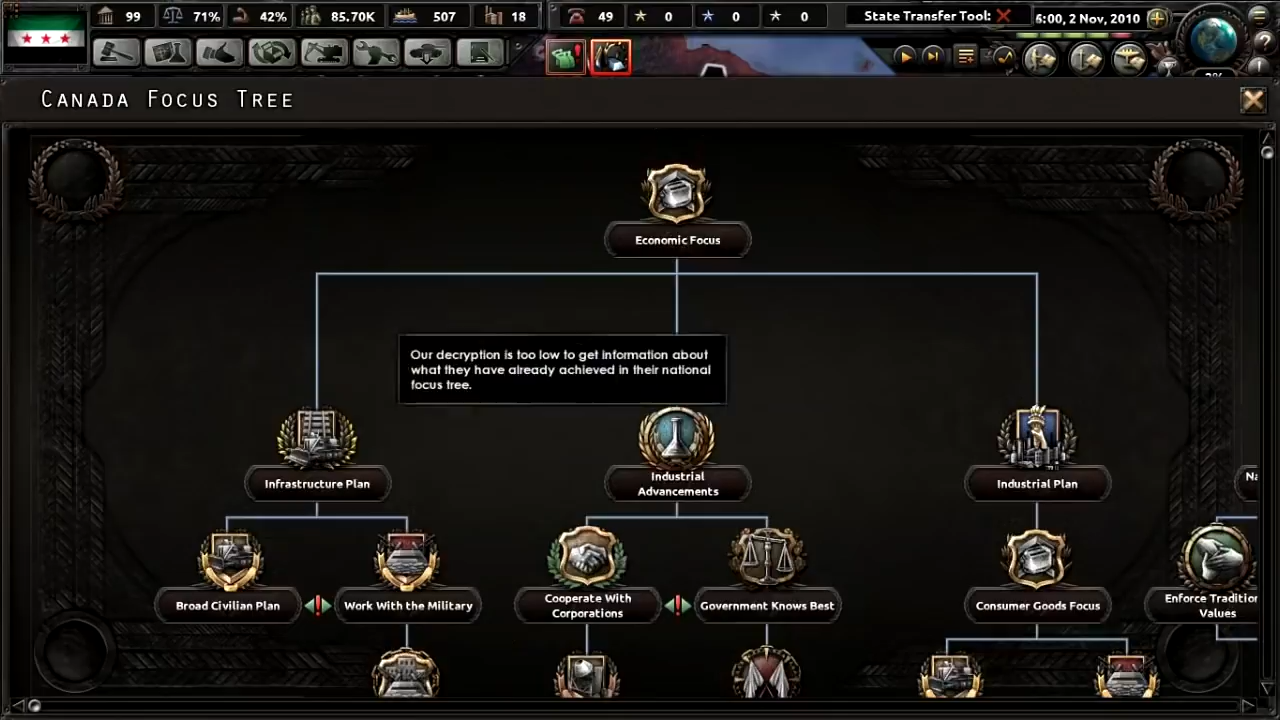 99 71% 42% 85.70K 507 18 49 0 0 0 State Transfer Tool: 6:00, 2 Nov, 2010
CANADA FOCUS TREE
Economic Focus
Our decryption is too low to get information about
what they have already achieved in their national
focus tree.
Infrastructure Plan
Industrial
Advancements
Industrial Plan
Na
Broad Civilian Plan
Work With the Military
Cooperate With
Corporations
Government Knows Best
Consumer Goods Focus
Enforce Tradition
Values